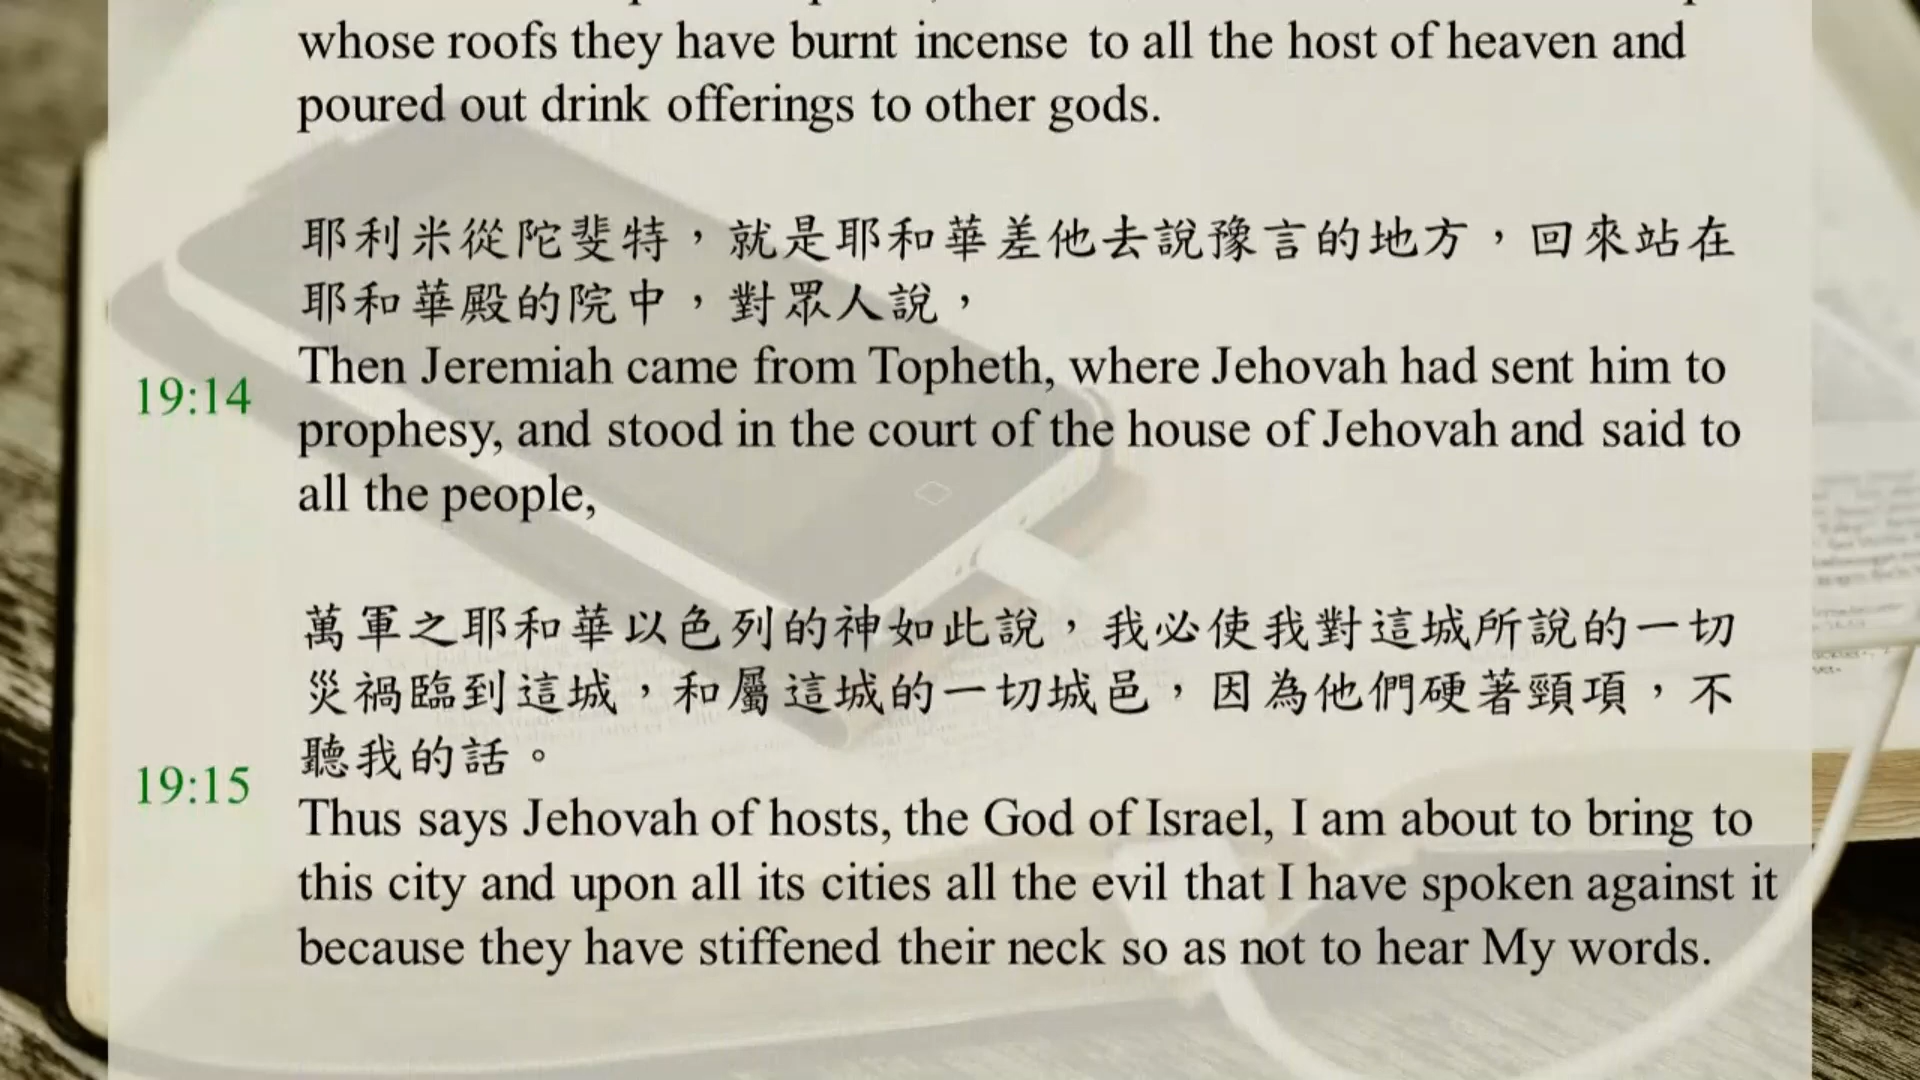 whose roofs they have burnt incense to all the host of heaven and
poured out drink offerings to other gods.
耶利米從陀斐特，就是耶和華差他去說豫言的地方，回來站在
耶和華殿的院中，對眾人說，
19:14
Then Jeremiah came from Topheth, where Jehovah had sent him to
prophesy, and stood in the court of the house of Jehovah and said to
all the people,
萬軍之耶和華以色列的神如此說，我必使我對這城所說的一切
災禍臨到這城，和屬這城的一切城邑，因為他們硬著頸項，不
聽我的話。
19:15
Thus says Jehovah of hosts, the God of Israel, I am about to bring to
this city and upon all its cities all the evil that I have spoken against it
because they have stiffened their neck so as not to hear My words.